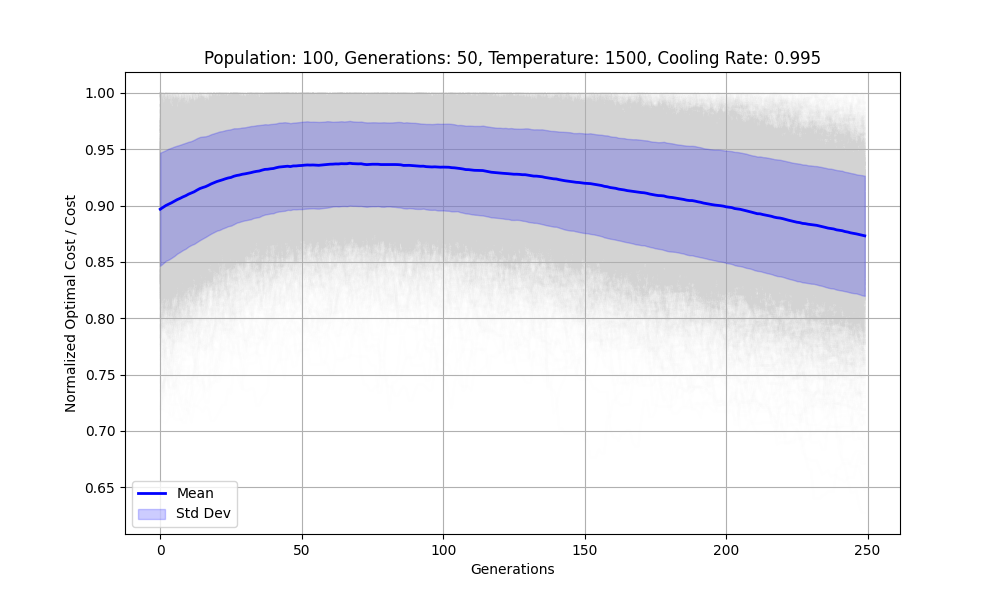 Population: 100, Generations: 50, Temperature: 1500, Cooling Rate: 0.995
Normalized Optimal Cost / Cost
1.00
0.95
0.90
0.85
0.80
0.75
0.70
0.65
Mean
Std Dev
0 50 100 150 200 250
Generations